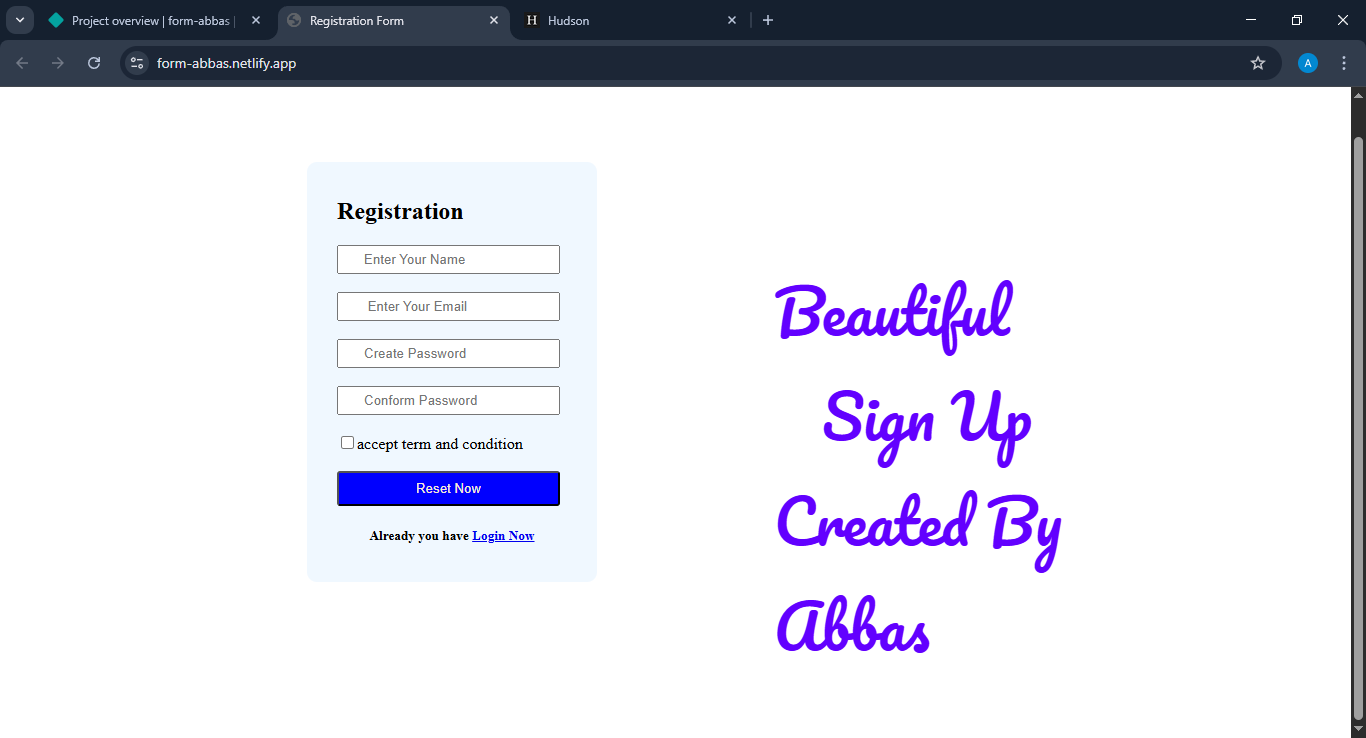 Project overview | form-abbas |
Registration Form
H Hudson
form-abbas.netlify.app
A
Registration
Enter Your Name
Enter Your Email
Create Password
Conform Password
accept term and condition
Reset Now
Already you have Login Now
Beautiful
Sign Up
Created By
Abbas